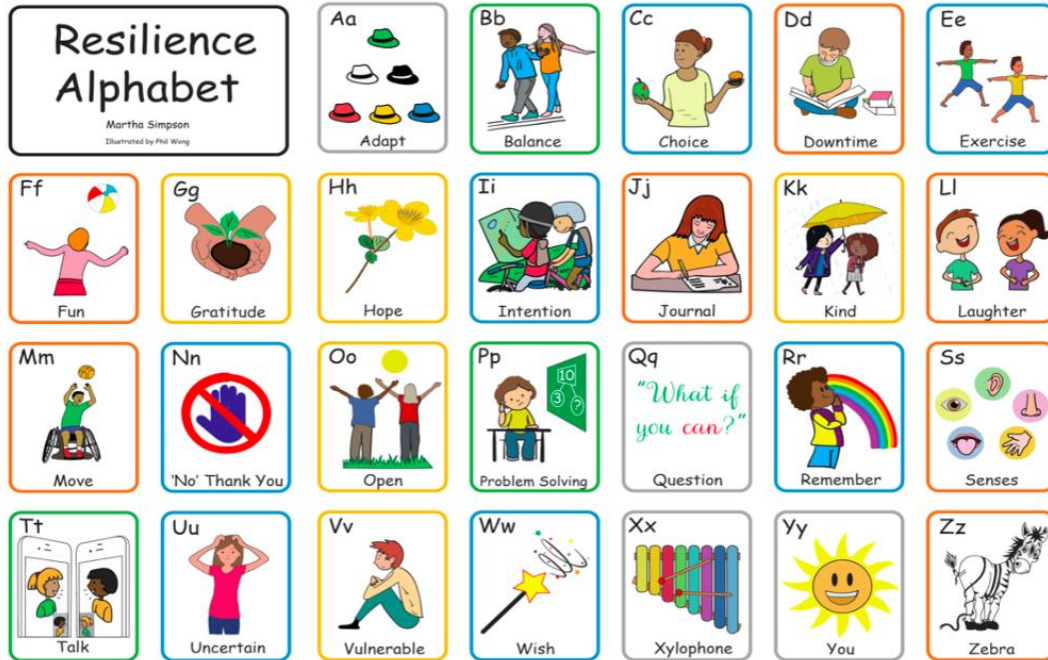 Resilience
Alphabet
Martha Simpson
Illustrated by Phil Wong
Aa
Adapt
Bb
Balance
Cc
Choice
Dd
Downtime
Ee
Exercise
Ff
Fun
Gg
Gratitude
Hh
Hope
Ii
Intention
Jj
Journal
Kk
Kind
Ll
Laughter
Mm
Move
Nn
'No' Thank You
Oo
Open
Pp
10
3 ?
Problem Solving
Qq
"What if
you can?"
Question
Rr
Remember
Ss
Senses
Tt
Talk
Uu
Uncertain
Vv
Vulnerable
Ww
Wish
Xx
Xylophone
Yy
You
Zz
Zebra